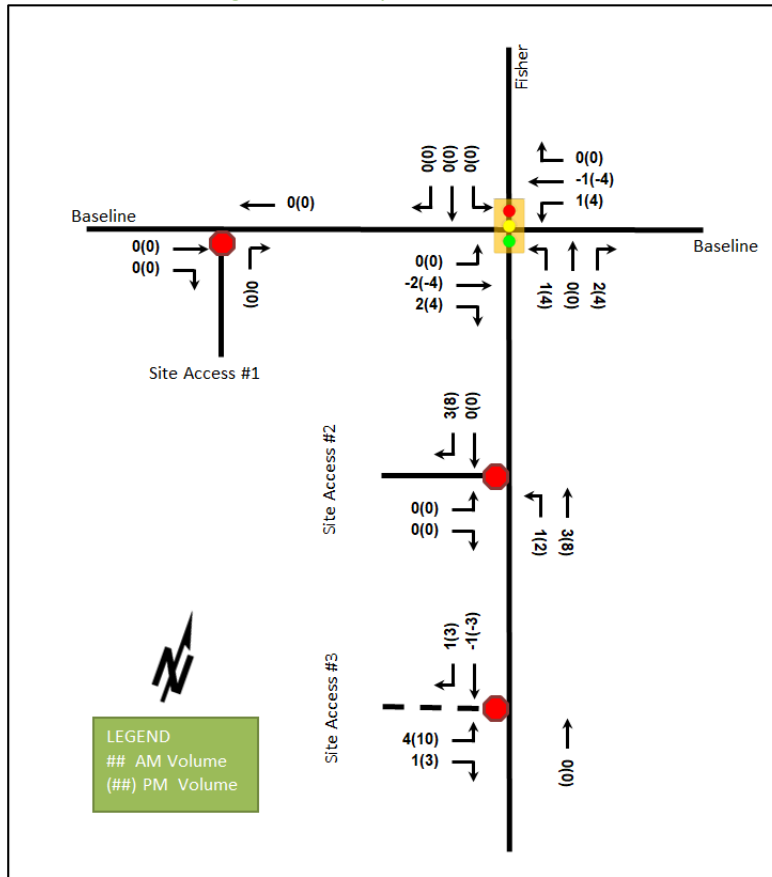 Fisher
0(0)
0(0)
0(0)
0(0)
-1(-4)
1(4)
0(0)
Baseline
Baseline
0(0)
0(0)
0(0)
0(0)
-2(-4)
2(4)
1(4)
0(0)
2(4)
Site Access #1
3(8)
0(0)
Site Access #2
0(0)
0(0)
1(2)
3(8)
1(3)
-1(-3)
Site Access #3
4(10)
1(3)
0(0)
N
LEGEND
## AM Volume
(##) PM Volume